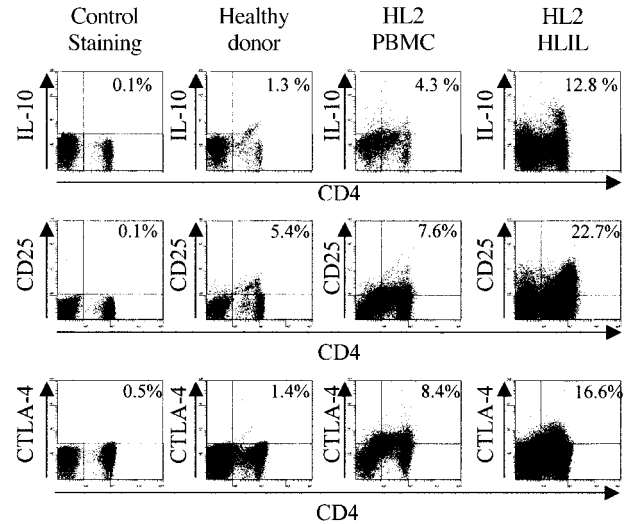 Control Staining
Healthy donor
HL2 PBMC
HL2 HLIL
IL-10
0.1%
IL-10
1.3 %
IL-10
4.3 %
IL-10
12.8 %
CD4
CD25
0.1%
CD25
5.4%
CD25
7.6%
CD25
22.7%
CD4
CTLA-4
0.5%
CTLA-4
1.4%
CTLA-4
8.4%
CTLA-4
16.6%
CD4